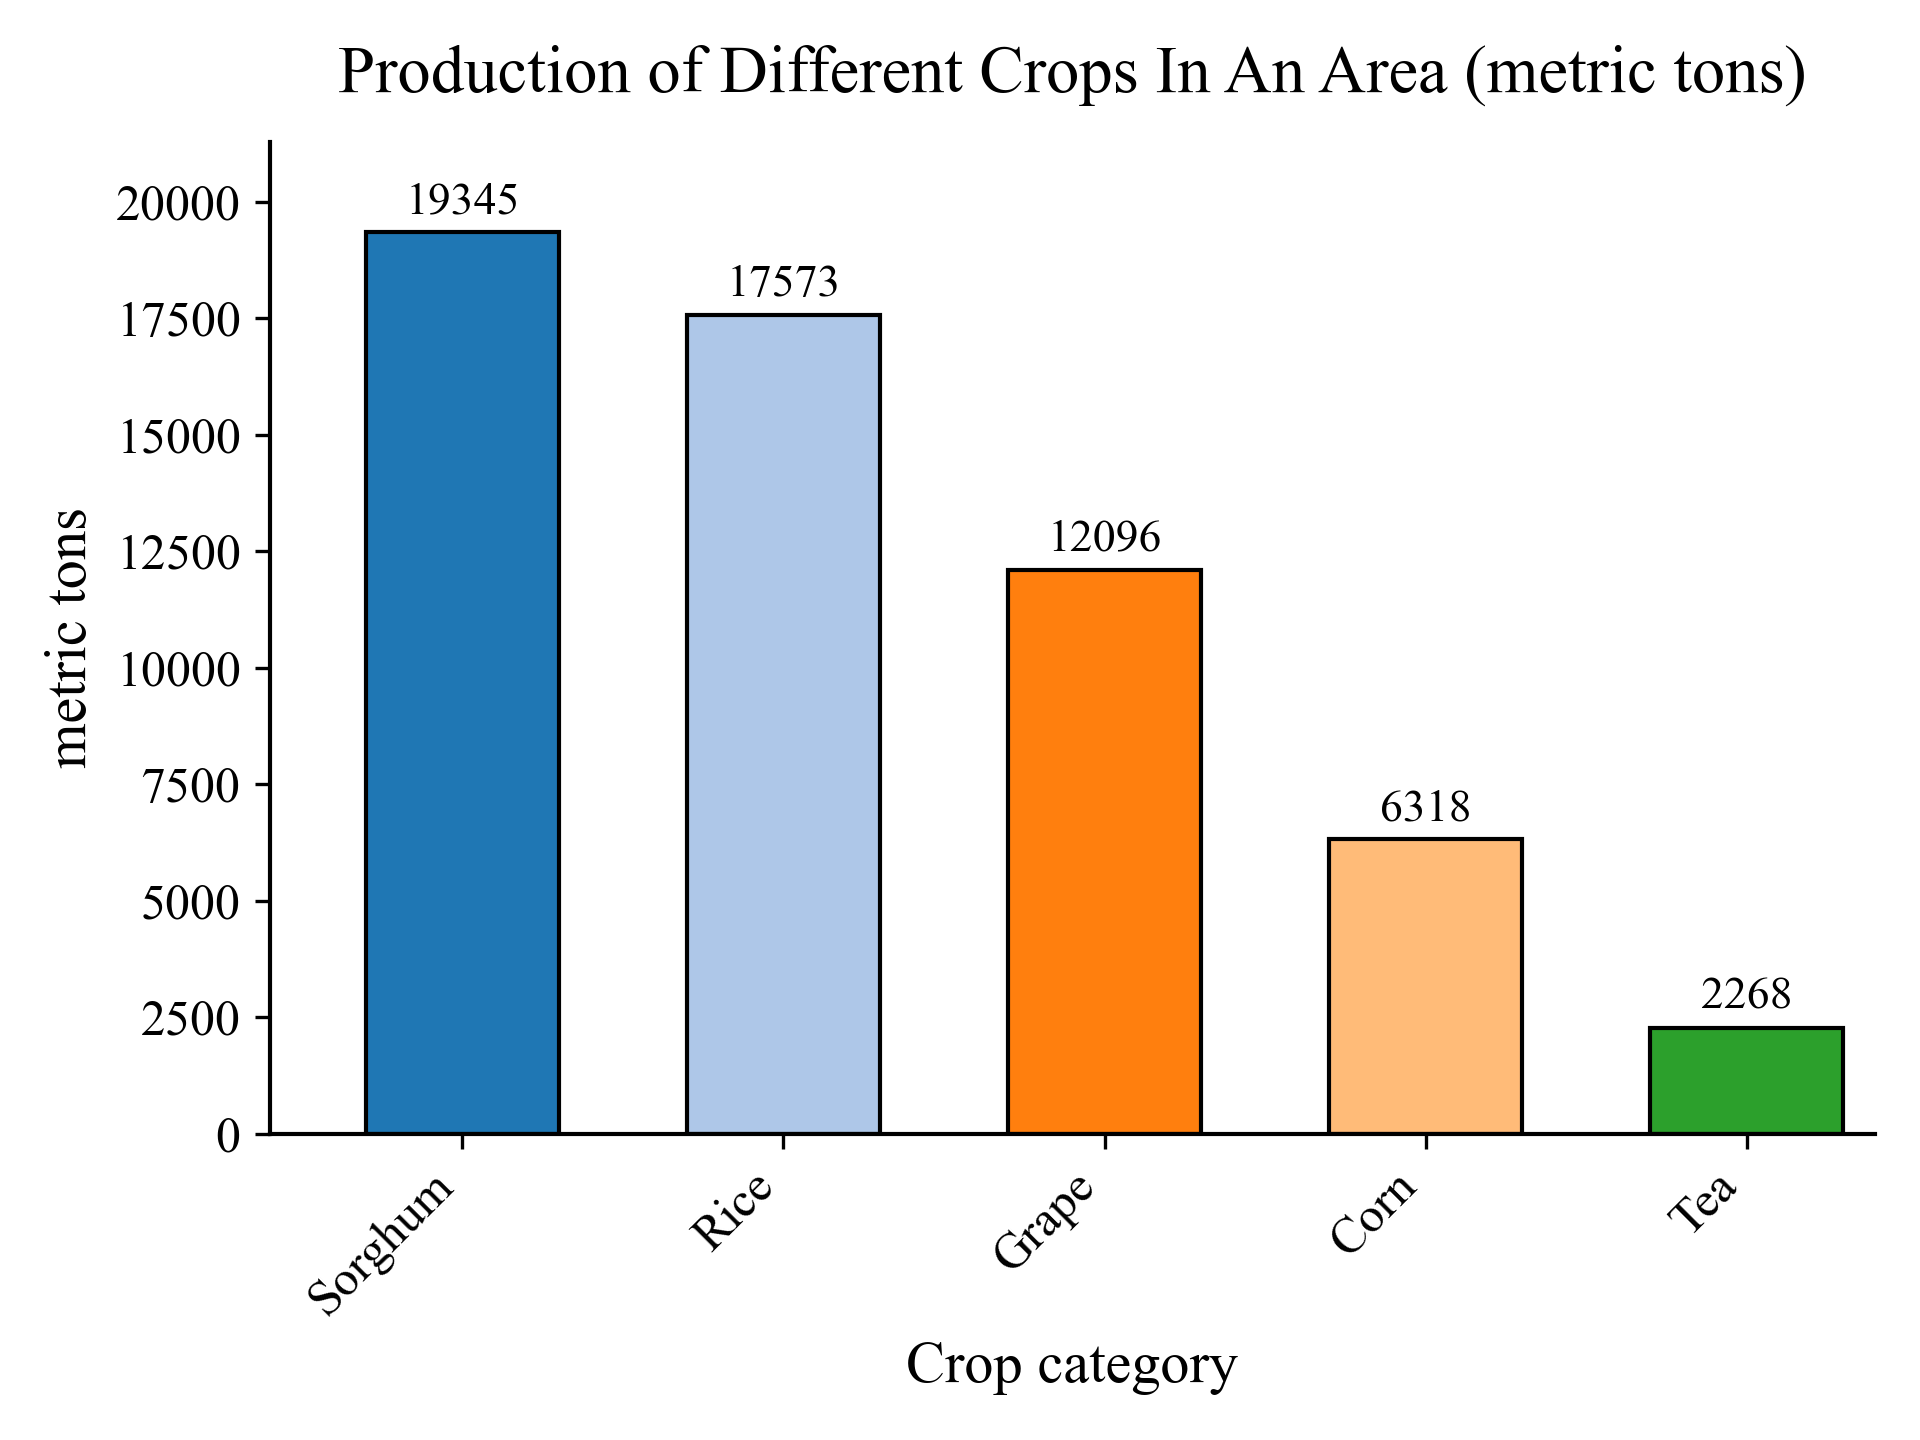 Production of Different Crops In An Area (metric tons)
metric tons
20000
17500
15000
12500
10000
7500
5000
2500
0
19345
17573
12096
6318
2268
Sorghum
Rice
Grape
Corn
Tea
Crop category